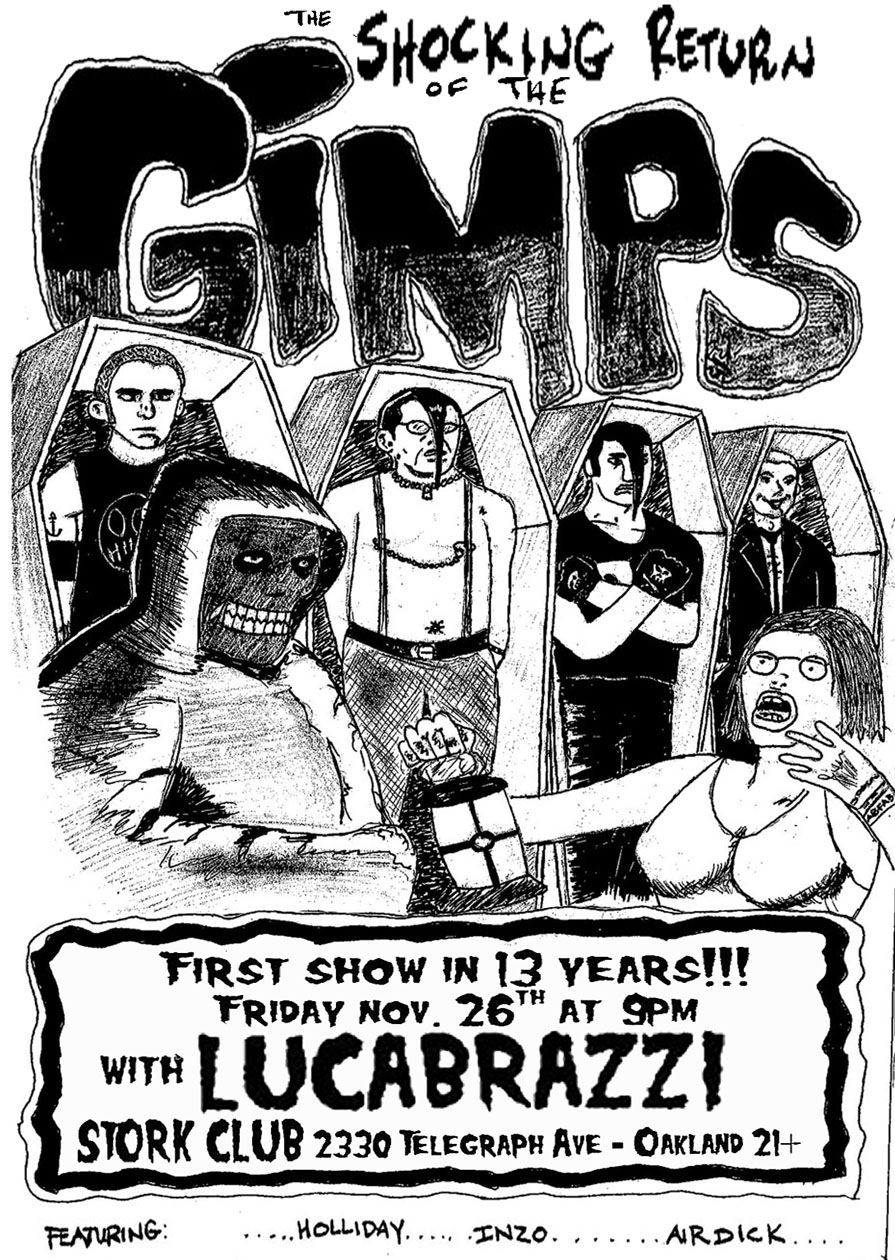 THE SHOCKING RETURN
OF THE
GIMPS
FIRST SHOW IN 13 YEARS!!!
FRIDAY NOV. 26TH AT 9PM
WITH LUCABRAZZI
STORK CLUB 2330 TELEGRAPH AVE - OAKLAND 21+
FEATURING: .....HOLLIDAY..... .INZO. .......AIRDICK....